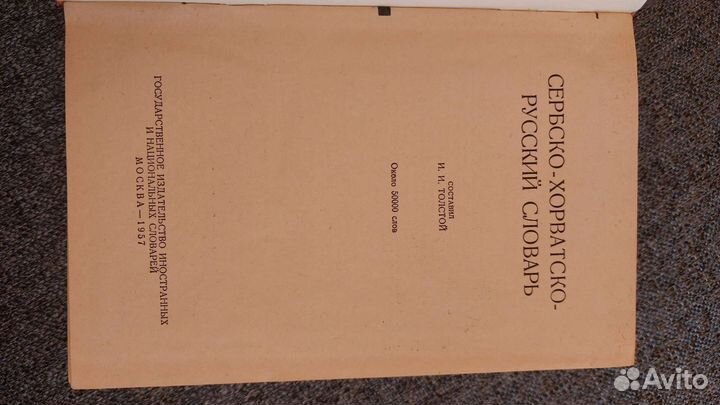 СЕРБСКО-ХОРВАТСКО-
РУССКИЙ СЛОВАРЬ
СОСТАВИЛ
И. И. ТОЛСТОЙ
Около 50000 слов
ГОСУДАРСТВЕННОЕ ИЗДАТЕЛЬСТВО ИНОСТРАННЫХ
И НАЦИОНАЛЬНЫХ СЛОВАРЕЙ
МОСКВА—1957
Avito